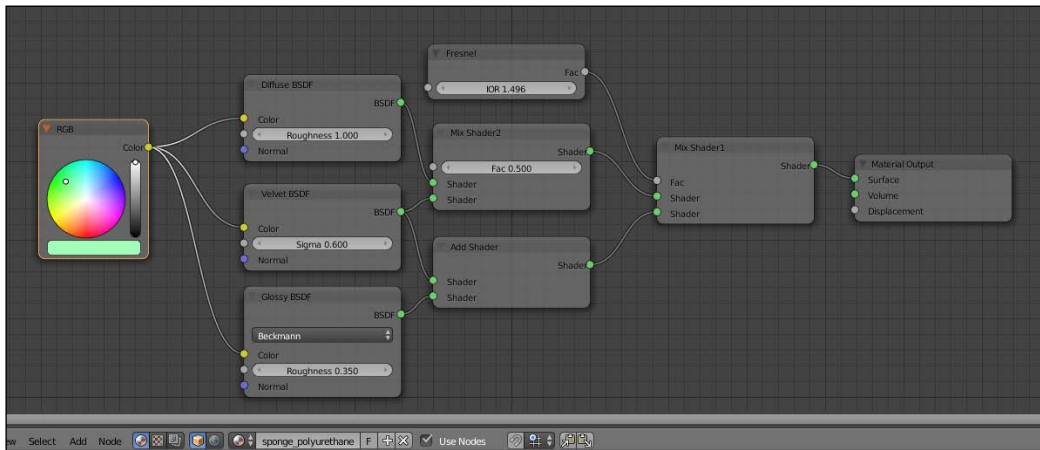 RGB
Color
Diffuse BSDF
BSDF
Color
Roughness 1.000
Normal
Velvet BSDF
BSDF
Color
Sigma 0.600
Normal
Glossy BSDF
BSDF
Beckmann
Color
Roughness 0.350
Normal
Fresnel
Fac
IOR 1.496
Mix Shader2
Shader
Fac 0.500
Shader
Shader
Add Shader
Shader
Shader
Shader
Mix Shader1
Shader
Fac
Shader
Shader
Material Output
Surface
Volume
Displacement
ew Select Add Node sponge_polyurethane F Use Nodes